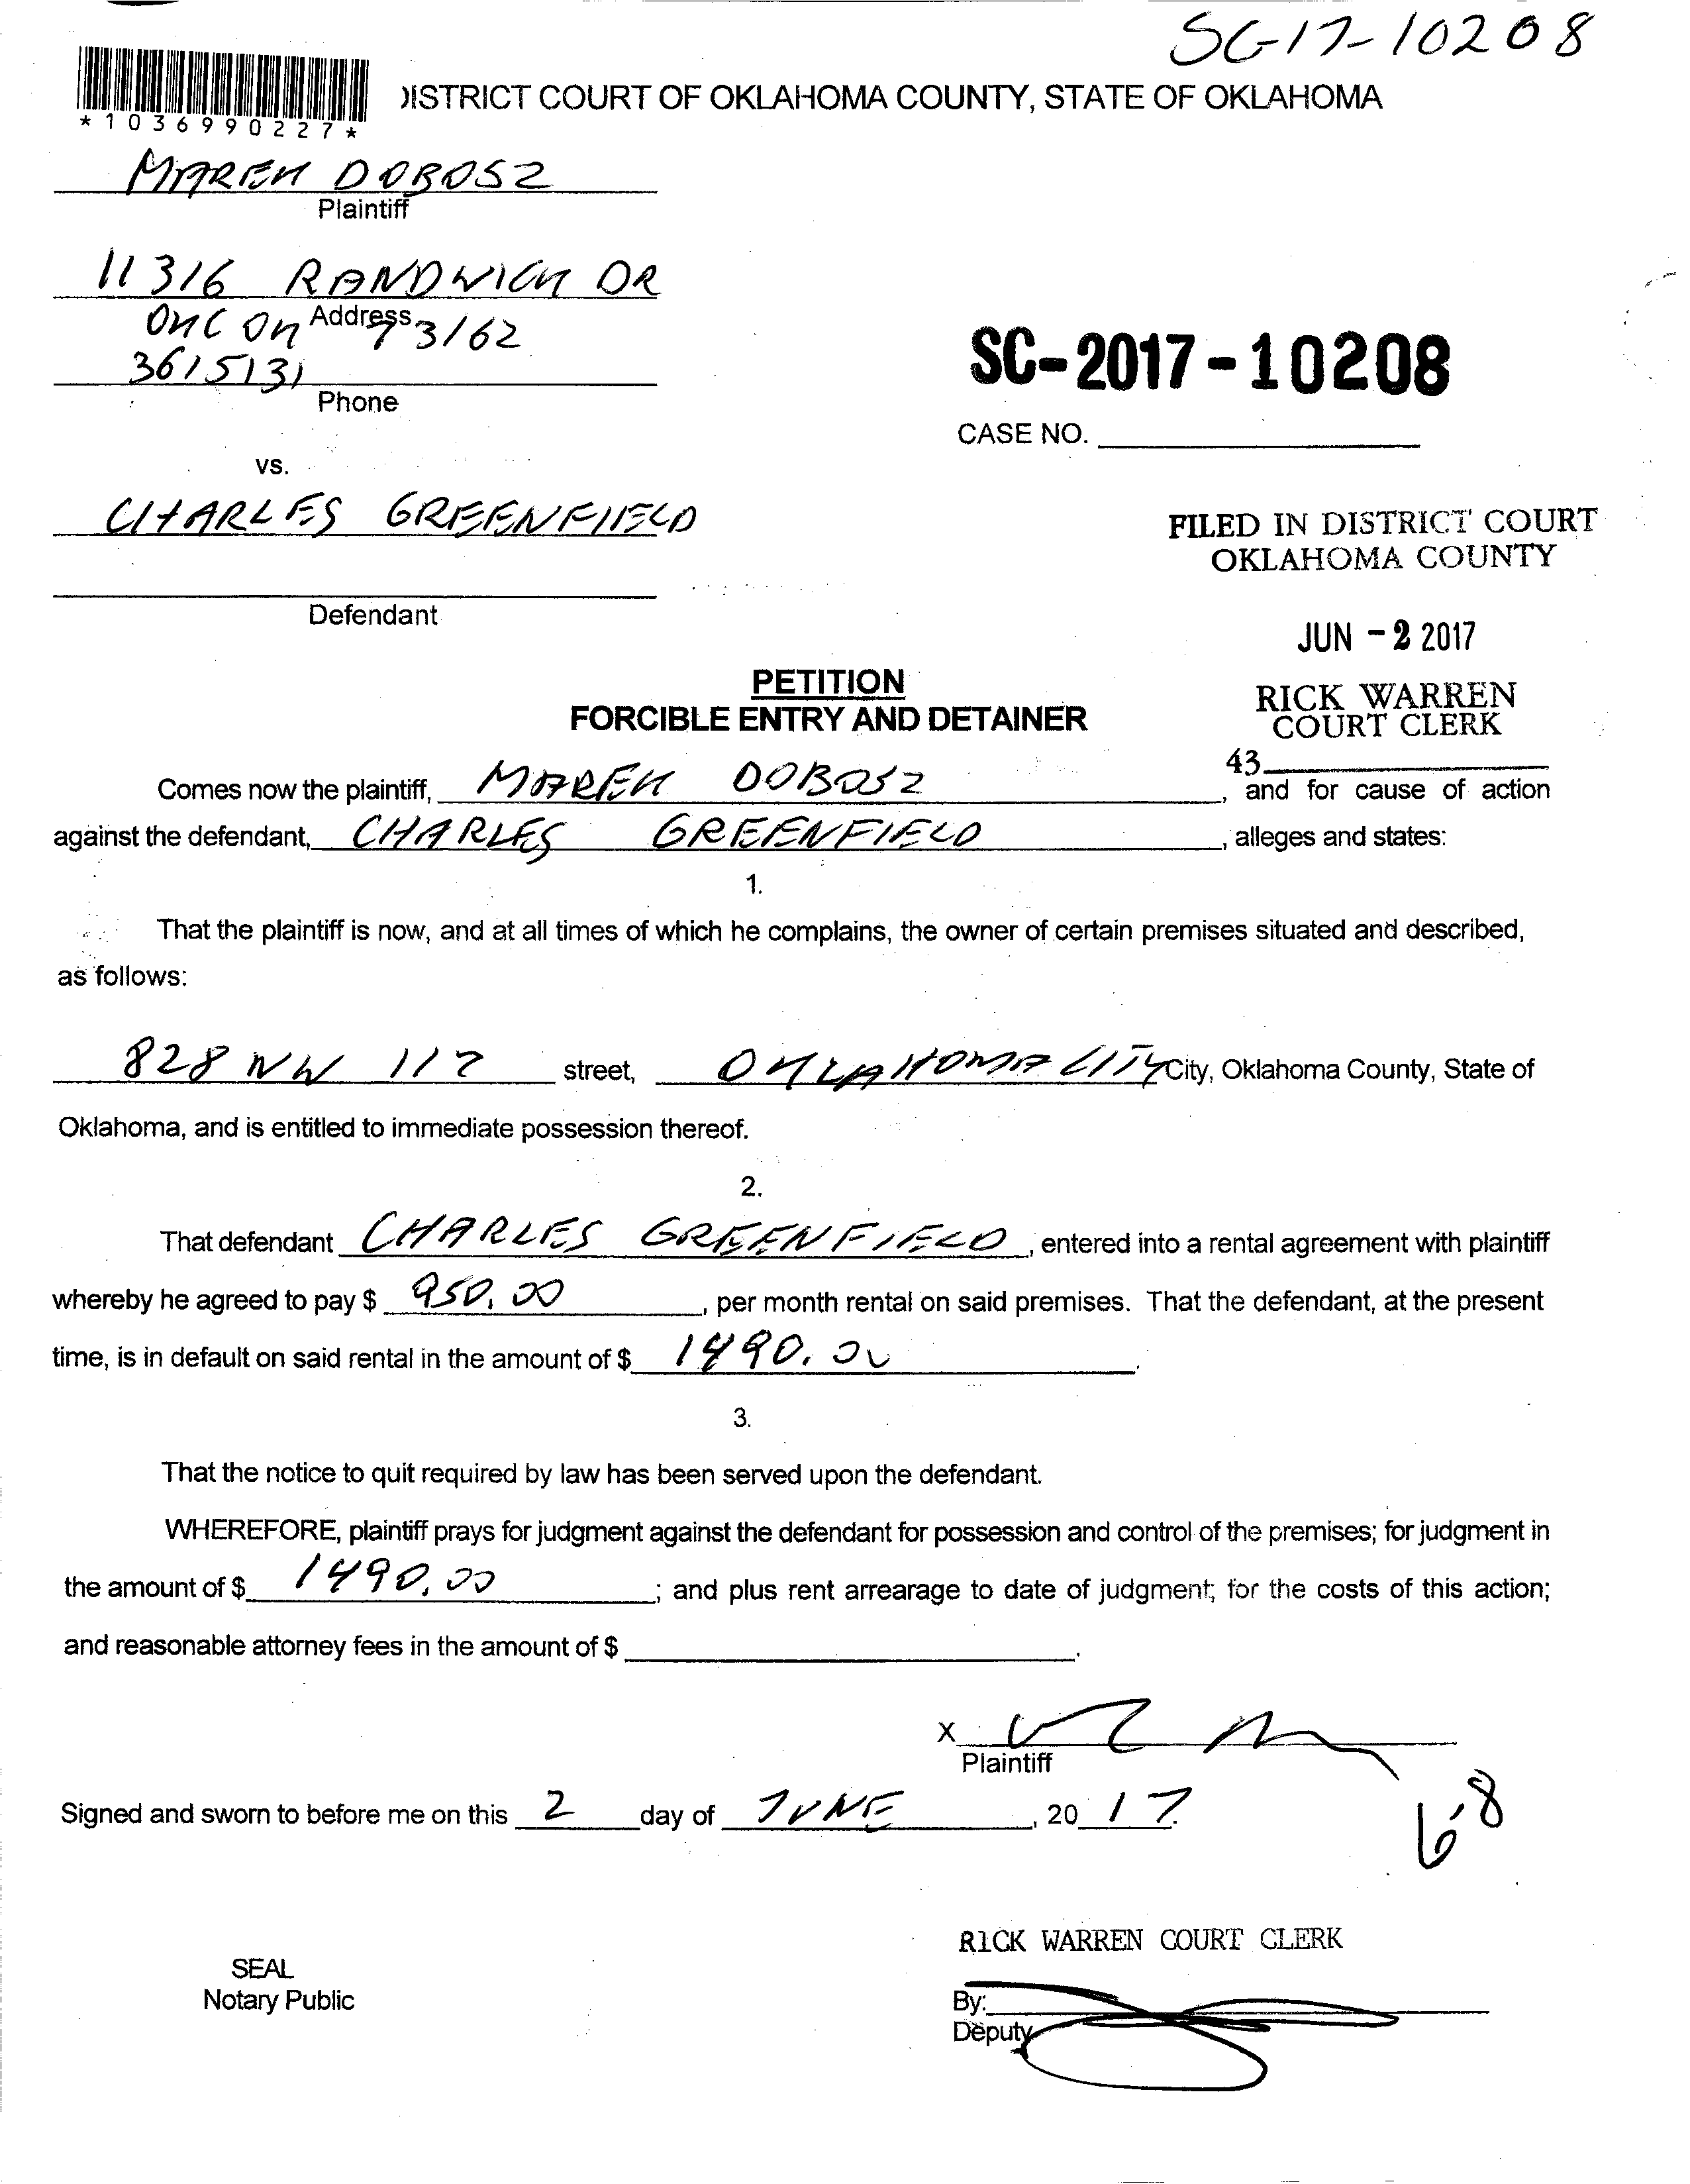 SC-17-10208
*1036990227*
DISTRICT COURT OF OKLAHOMA COUNTY, STATE OF OKLAHOMA
MAREK DOBOSZ
Plaintiff
11316 RANDWICK DR
Address
OKC OK 73162
3615131
Phone
SC-2017-10208
CASE NO.
vs.
CHARLES GREENFIELD
Defendant
FILED IN DISTRICT COURT
OKLAHOMA COUNTY
JUN - 2 2017
RICK WARREN
COURT CLERK
43
PETITION
FORCIBLE ENTRY AND DETAINER
Comes now the plaintiff, MAREK DOBOSZ, and for cause of action
against the defendant, CHARLES GREENFIELD, alleges and states:
1.
That the plaintiff is now, and at all times of which he complains, the owner of certain premises situated and described,
as follows:
828 NW 112 street, OKLAHOMA CITY City, Oklahoma County, State of
Oklahoma, and is entitled to immediate possession thereof.
2.
That defendant CHARLES GREENFIELD, entered into a rental agreement with plaintiff
whereby he agreed to pay $ 950.00, per month rental on said premises. That the defendant, at the present
time, is in default on said rental in the amount of $ 1490.00.
3.
That the notice to quit required by law has been served upon the defendant.
WHEREFORE, plaintiff prays for judgment against the defendant for possession and control of the premises; for judgment in
the amount of $ 1490.00; and plus rent arrearage to date of judgment; for the costs of this action;
and reasonable attorney fees in the amount of $ .
X
Plaintiff
Signed and sworn to before me on this 2 day of JUNE, 20 17.
6-8
RICK WARREN COURT CLERK
SEAL
Notary Public
By:
Deputy